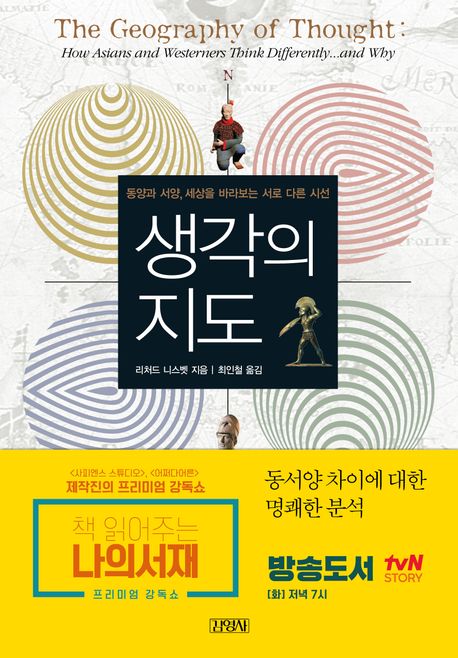 The Geography of Thought:
How Asians and Westerners Think Differently...and Why
N
동양과 서양, 세상을 바라보는 서로 다른 시선
생각의
지도
리처드 니스벳 지음 | 최인철 옮김
<사피엔스 스튜디오>, <어쩌다어른>
제작진의 프리미엄 강독쇼
책 읽어주는
나의서재
프리미엄 강독쇼
동서양 차이에 대한
명쾌한 분석
방송도서 tvN
STORY
[화] 저녁 7시
김영사